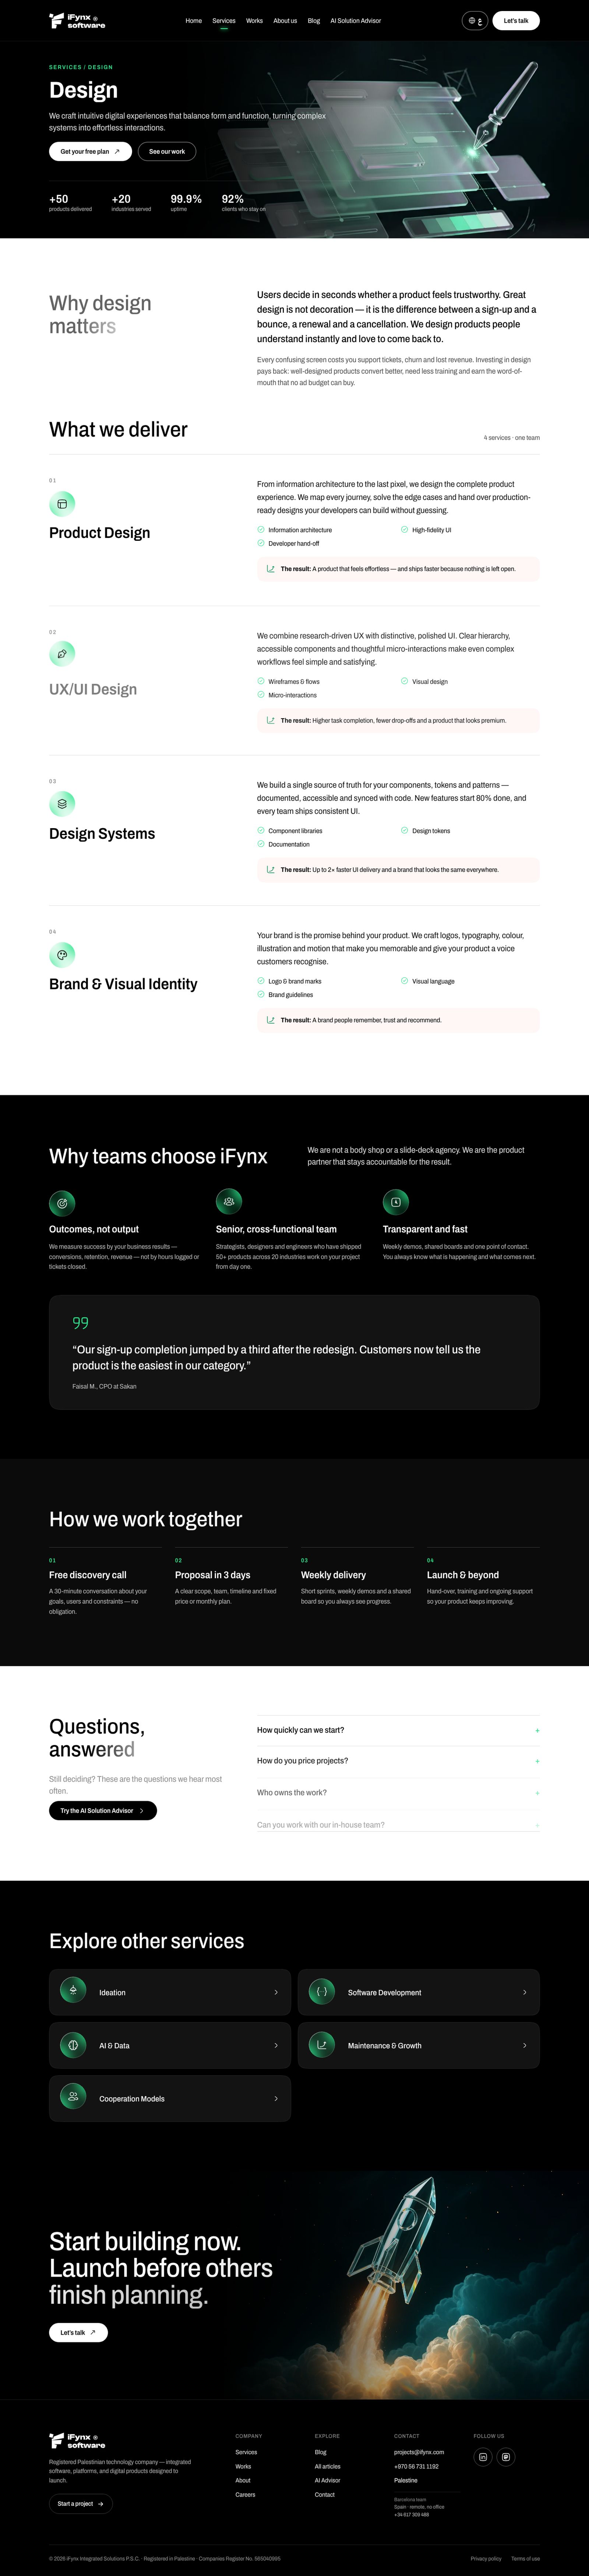 iFynx ®
software
Home
Services
Works
About us
Blog
AI Solution Advisor
ع
Let's talk
SERVICES / DESIGN
Design
We craft intuitive digital experiences that balance form and function, turning complex
systems into effortless interactions.
Get your free plan
See our work
+50
products delivered
+20
industries served
99.9%
uptime
92%
clients who stay on
Why design
matters
Users decide in seconds whether a product feels trustworthy. Great
design is not decoration — it is the difference between a sign-up and a
bounce, a renewal and a cancellation. We design products people
understand instantly and love to come back to.
Every confusing screen costs you support tickets, churn and lost revenue. Investing in design
pays back: well-designed products convert better, need less training and earn the word-of-
mouth that no ad budget can buy.
What we deliver
4 services · one team
01
Product Design
From information architecture to the last pixel, we design the complete product
experience. We map every journey, solve the edge cases and hand over production-
ready designs your developers can build without guessing.
Information architecture
High-fidelity UI
Developer hand-off
The result: A product that feels effortless — and ships faster because nothing is left open.
02
UX/UI Design
We combine research-driven UX with distinctive, polished UI. Clear hierarchy,
accessible components and thoughtful micro-interactions make even complex
workflows feel simple and satisfying.
Wireframes & flows
Visual design
Micro-interactions
The result: Higher task completion, fewer drop-offs and a product that looks premium.
03
Design Systems
We build a single source of truth for your components, tokens and patterns —
documented, accessible and synced with code. New features start 80% done, and
every team ships consistent UI.
Component libraries
Design tokens
Documentation
The result: Up to 2× faster UI delivery and a brand that looks the same everywhere.
04
Brand & Visual Identity
Your brand is the promise behind your product. We craft logos, typography, colour,
illustration and motion that make you memorable and give your product a voice
customers recognise.
Logo & brand marks
Visual language
Brand guidelines
The result: A brand people remember, trust and recommend.
Why teams choose iFynx
We are not a body shop or a slide-deck agency. We are the product
partner that stays accountable for the result.
Outcomes, not output
We measure success by your business results —
conversions, retention, revenue — not by hours logged or
tickets closed.
Senior, cross-functional team
Strategists, designers and engineers who have shipped
50+ products across 20 industries work on your project
from day one.
Transparent and fast
Weekly demos, shared boards and one point of contact.
You always know what is happening and what comes next.
“Our sign-up completion jumped by a third after the redesign. Customers now tell us the
product is the easiest in our category.”
Faisal M., CPO at Sakan
How we work together
01
Free discovery call
A 30-minute conversation about your
goals, users and constraints — no
obligation.
02
Proposal in 3 days
A clear scope, team, timeline and fixed
price or monthly plan.
03
Weekly delivery
Short sprints, weekly demos and a shared
board so you always see progress.
04
Launch & beyond
Hand-over, training and ongoing support
so your product keeps improving.
Questions,
answered
Still deciding? These are the questions we hear most
often.
Try the AI Solution Advisor
How quickly can we start?
How do you price projects?
Who owns the work?
Can you work with our in-house team?
Explore other services
Ideation
Software Development
AI & Data
Maintenance & Growth
Cooperation Models
Start building now.
Launch before others
finish planning.
Let's talk
iFynx ®
software
Registered Palestinian technology company — integrated
software, platforms, and digital products designed to
launch.
Start a project
COMPANY
Services
Works
About
Careers
EXPLORE
Blog
All articles
AI Advisor
Contact
CONTACT
projects@ifynx.com
+970 56 731 1192
Palestine
Barcelona team
Spain · remote, no office
+34 617 309 486
FOLLOW US
© 2026 iFynx Integrated Solutions P.S.C. · Registered in Palestine · Companies Register No. 565040995
Privacy policy
Terms of use